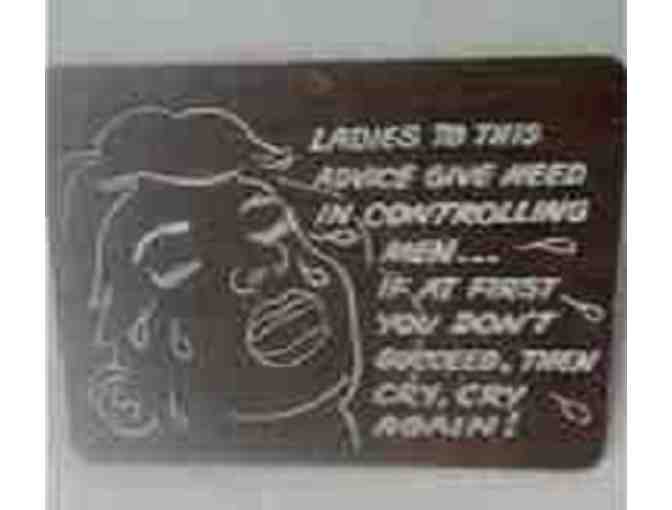 LADIES TO THIS
ADVICE GIVE HEED
IN CONTROLLING
MEN...
IF AT FIRST
YOU DON'T
SUCCEED, THEN
CRY, CRY
AGAIN!